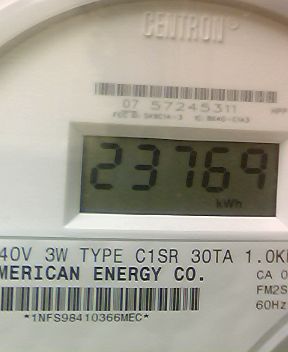 CENTRON®
07 57245311
23769
kWh
40V 3W TYPE C1SR 30TA 1.0K
MERICAN ENERGY CO.
CA 0
FM2S
60Hz
*1NFS98410366MEC*